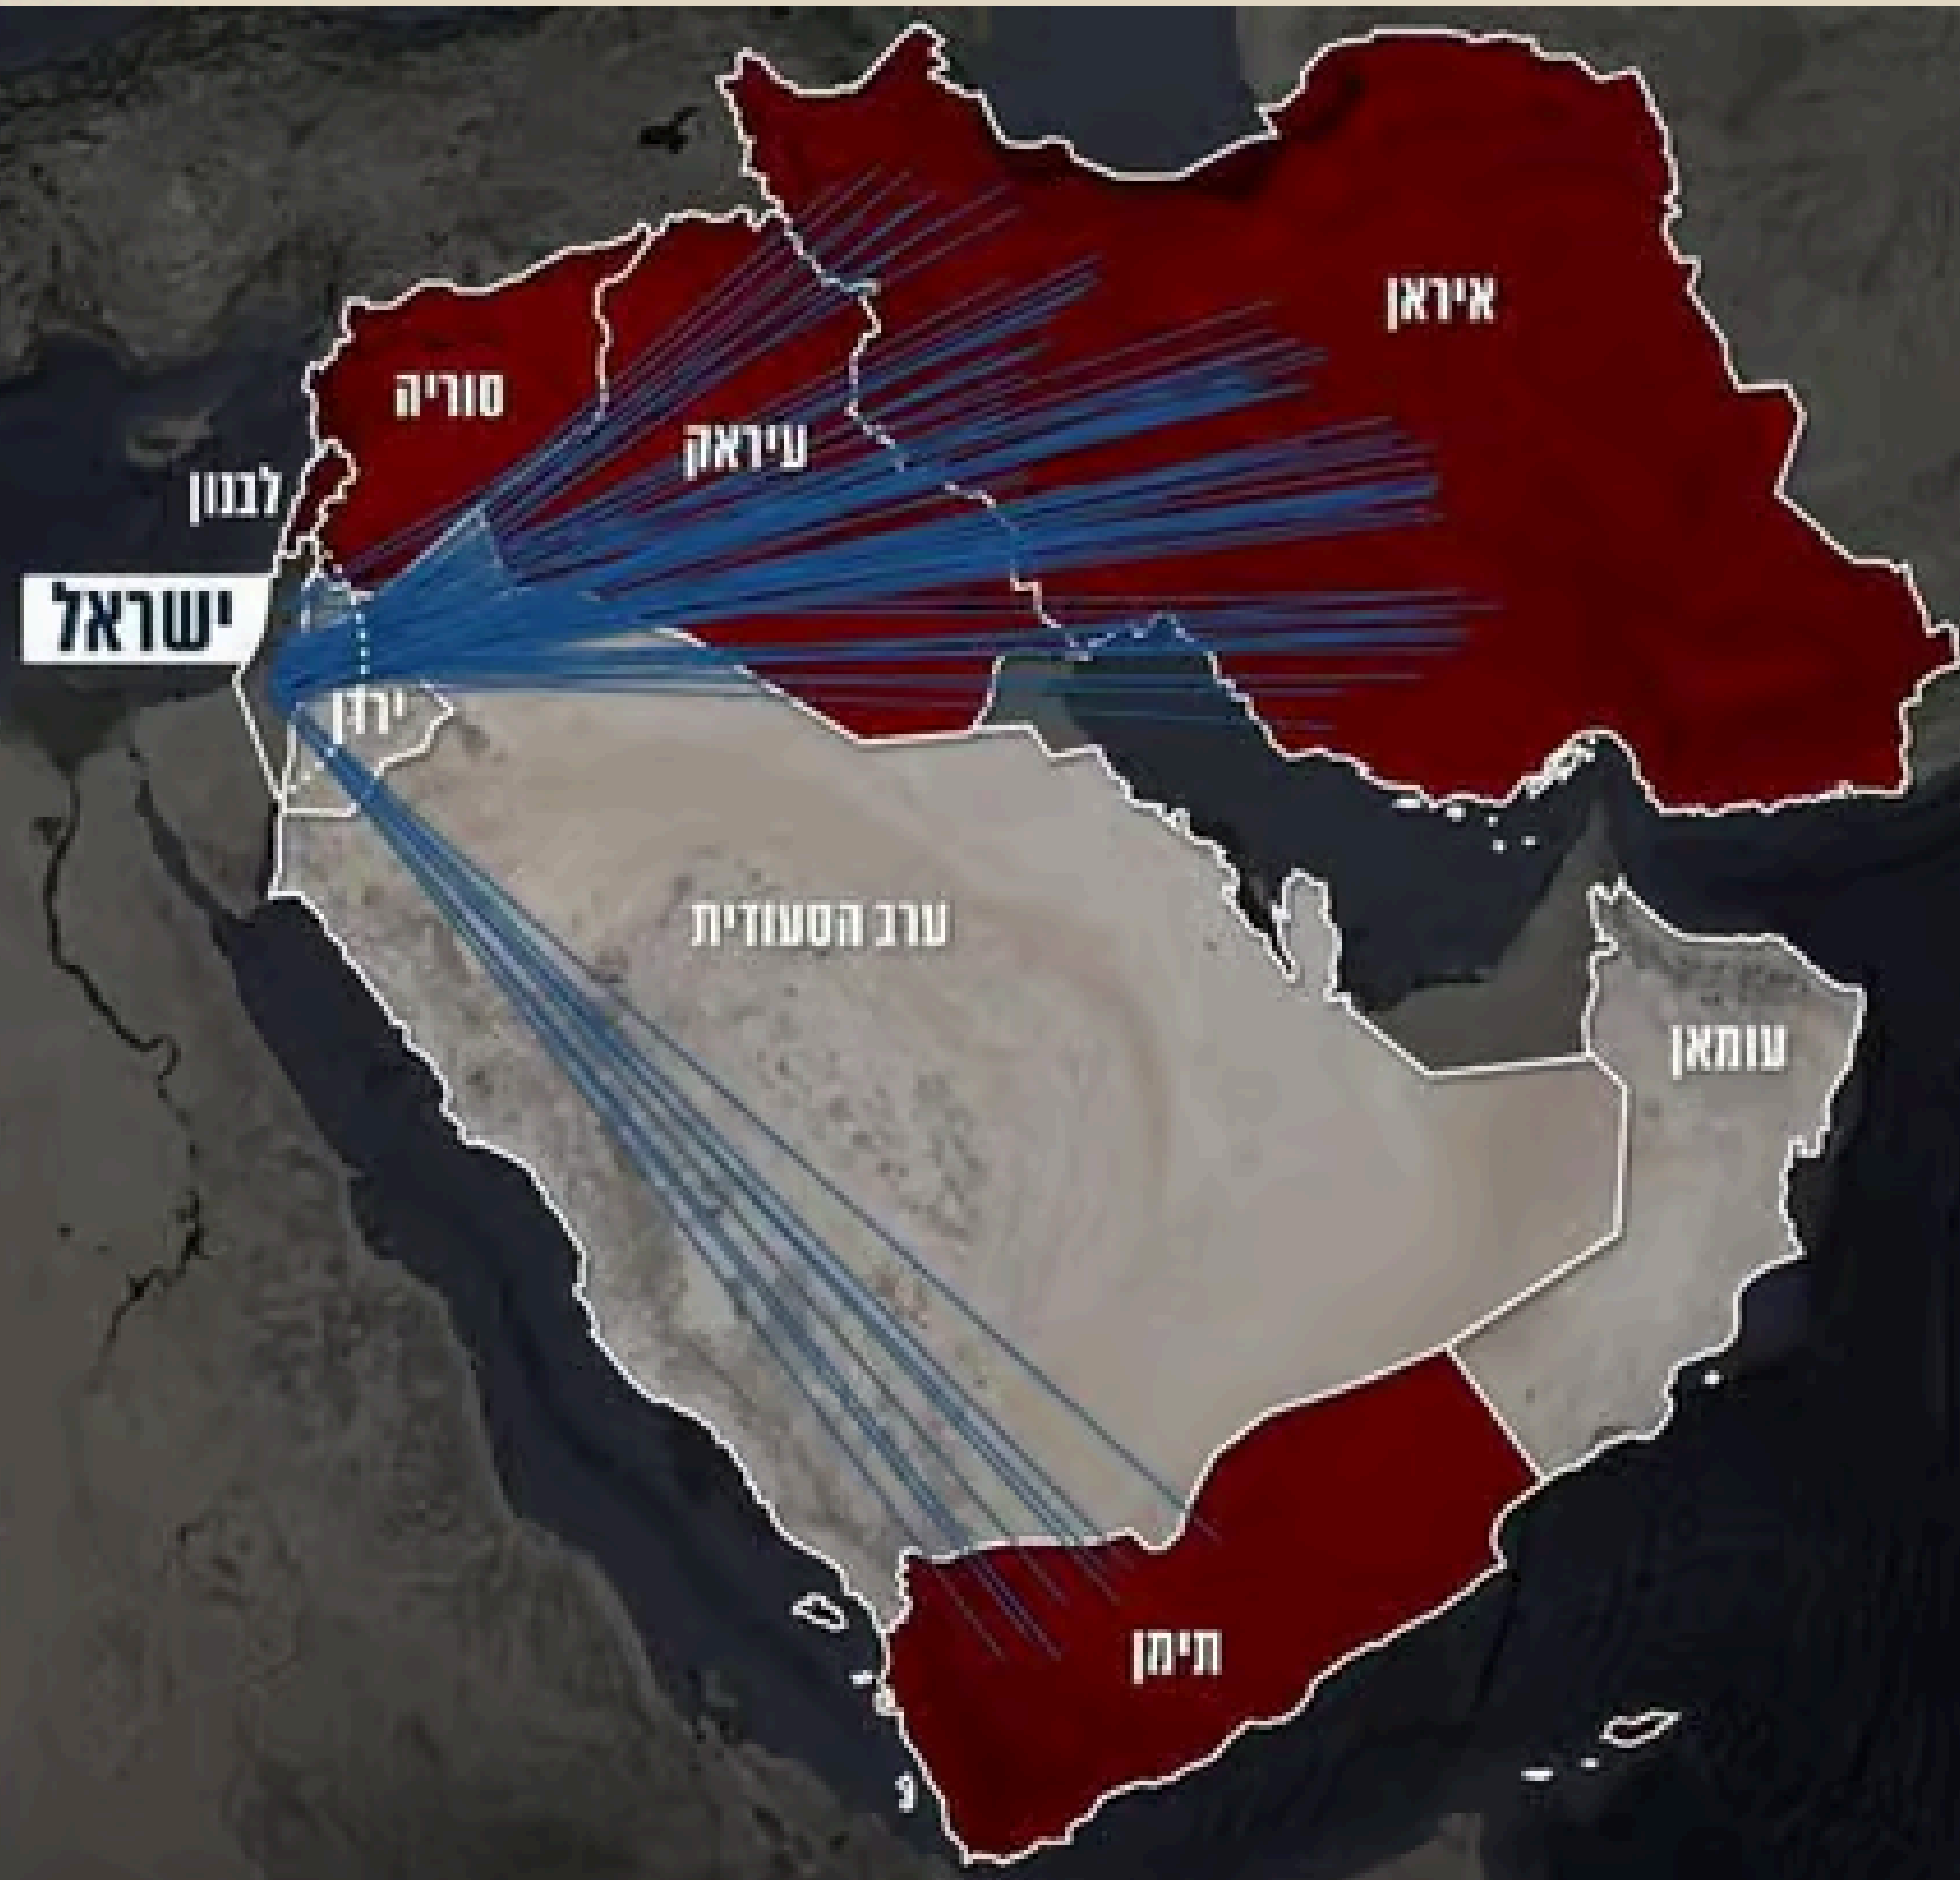 איראן
סוריה
עיראק
לבנון
ישראל
ירדן
ערב הסעודית
עומאן
תימן